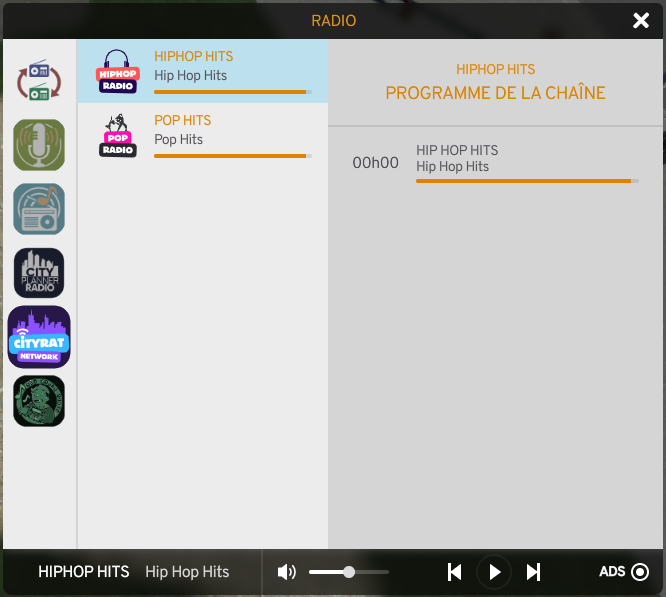 RADIO
HIPHOP HITS
Hip Hop Hits
HIPHOP
RADIO
POP HITS
Pop Hits
POP
RADIO
CITY
PLANNER
RADIO
CITYRAT
NETWORK
HIPHOP HITS
PROGRAMME DE LA CHAÎNE
00h00
HIP HOP HITS
Hip Hop Hits
HIPHOP HITS
Hip Hop Hits
ADS